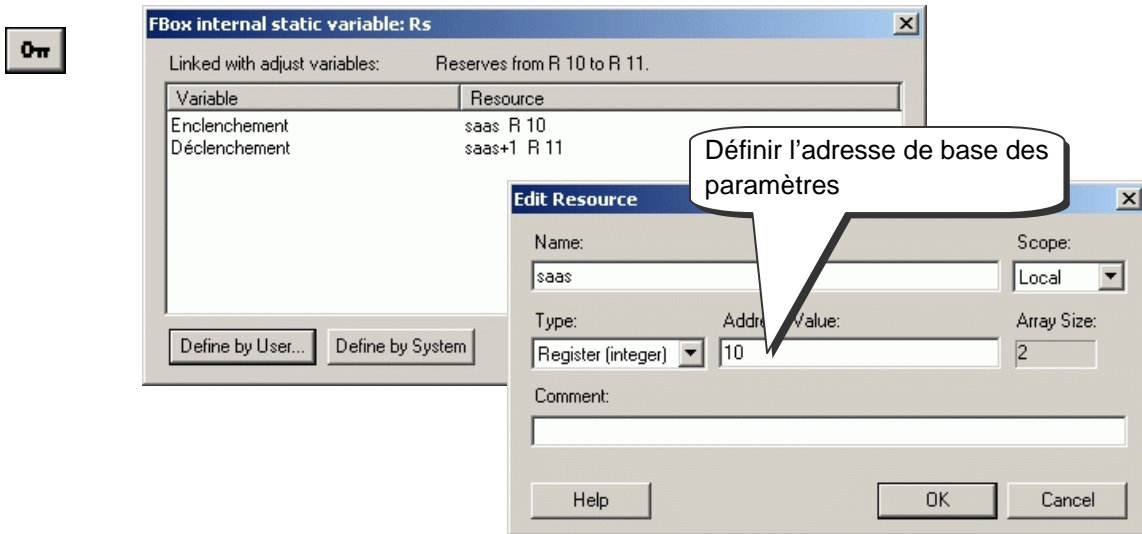 FBox internal static variable: Rs
Linked with adjust variables: Reserves from R 10 to R 11.
Variable Resource
Enclenchement saas R 10
Déclenchement saas+1 R 11
Define by User... Define by System
Définir l'adresse de base des
paramètres
Edit Resource
Name: Scope:
saas Local
Type: Value: Array Size:
Register (integer) 10 2
Comment:
Help OK Cancel